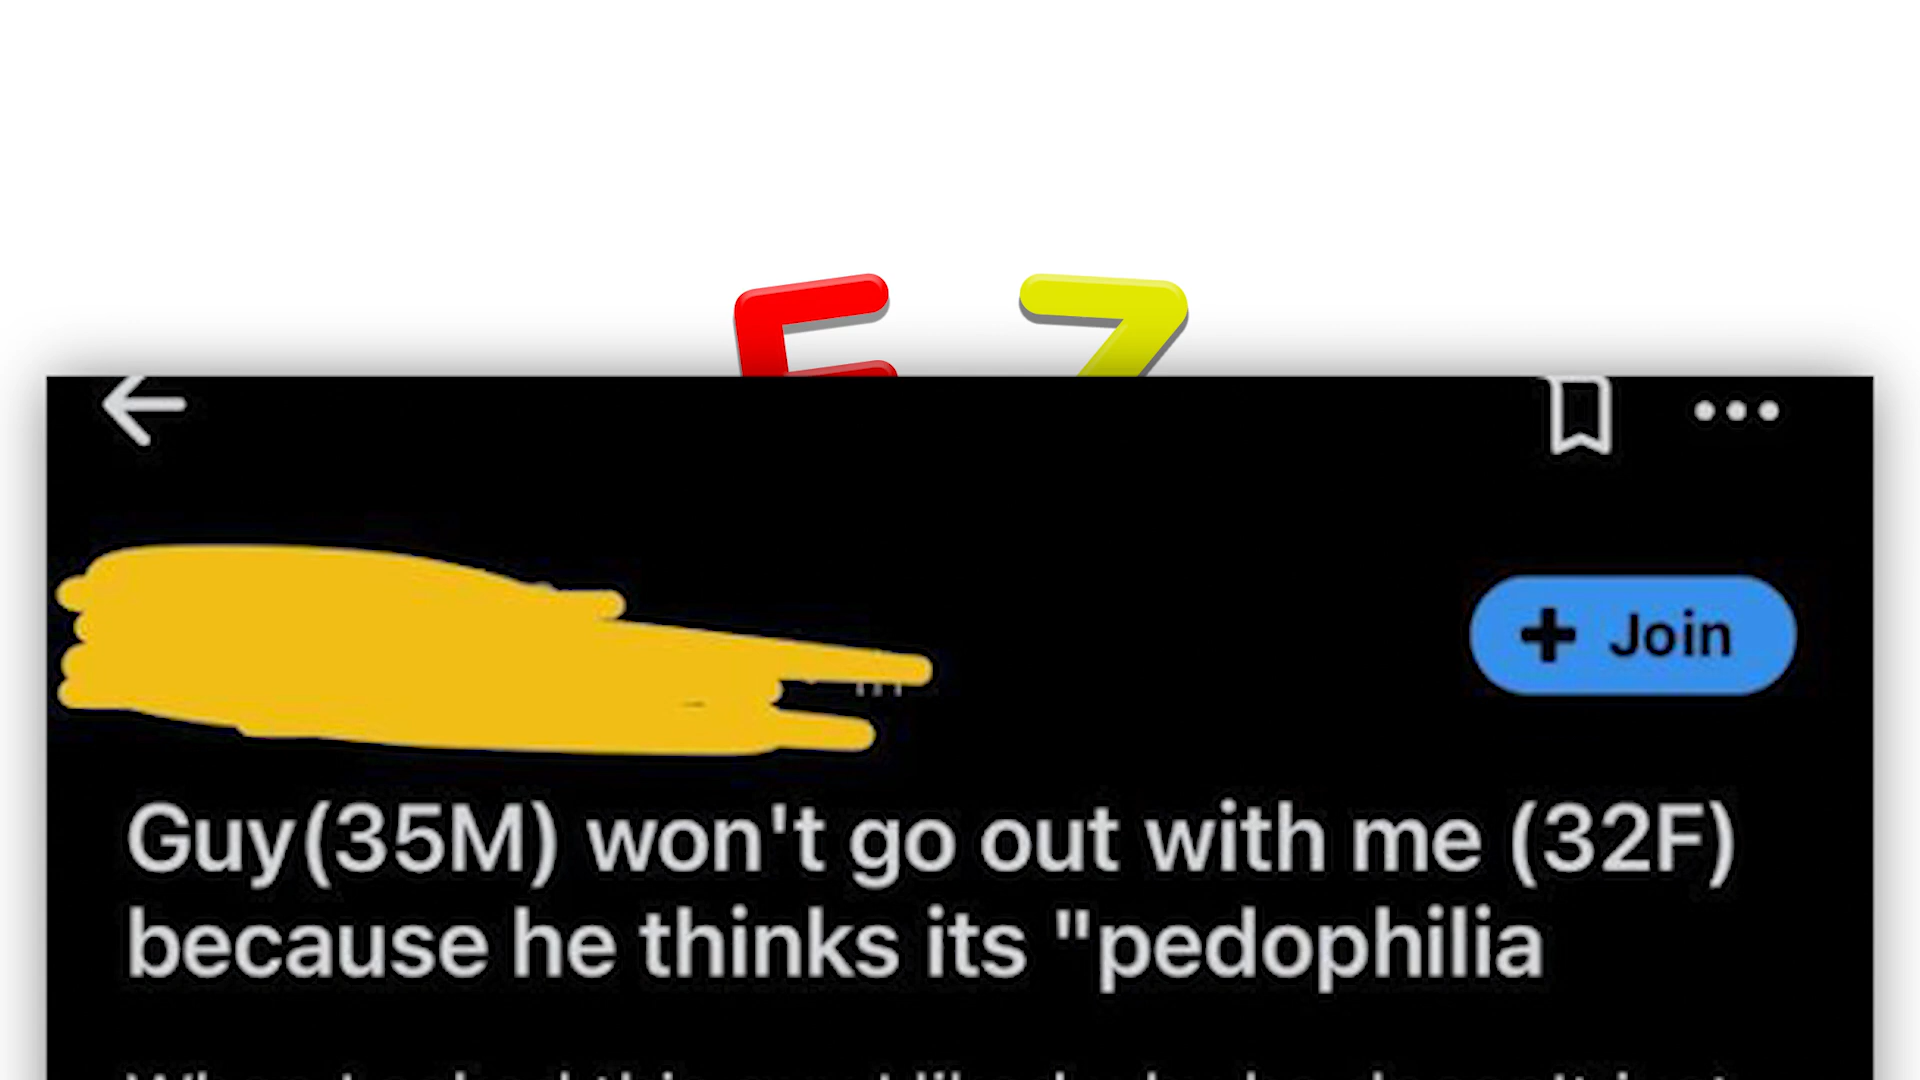 E Z
Join
Guy(35M) won't go out with me (32F)
because he thinks its "pedophilia